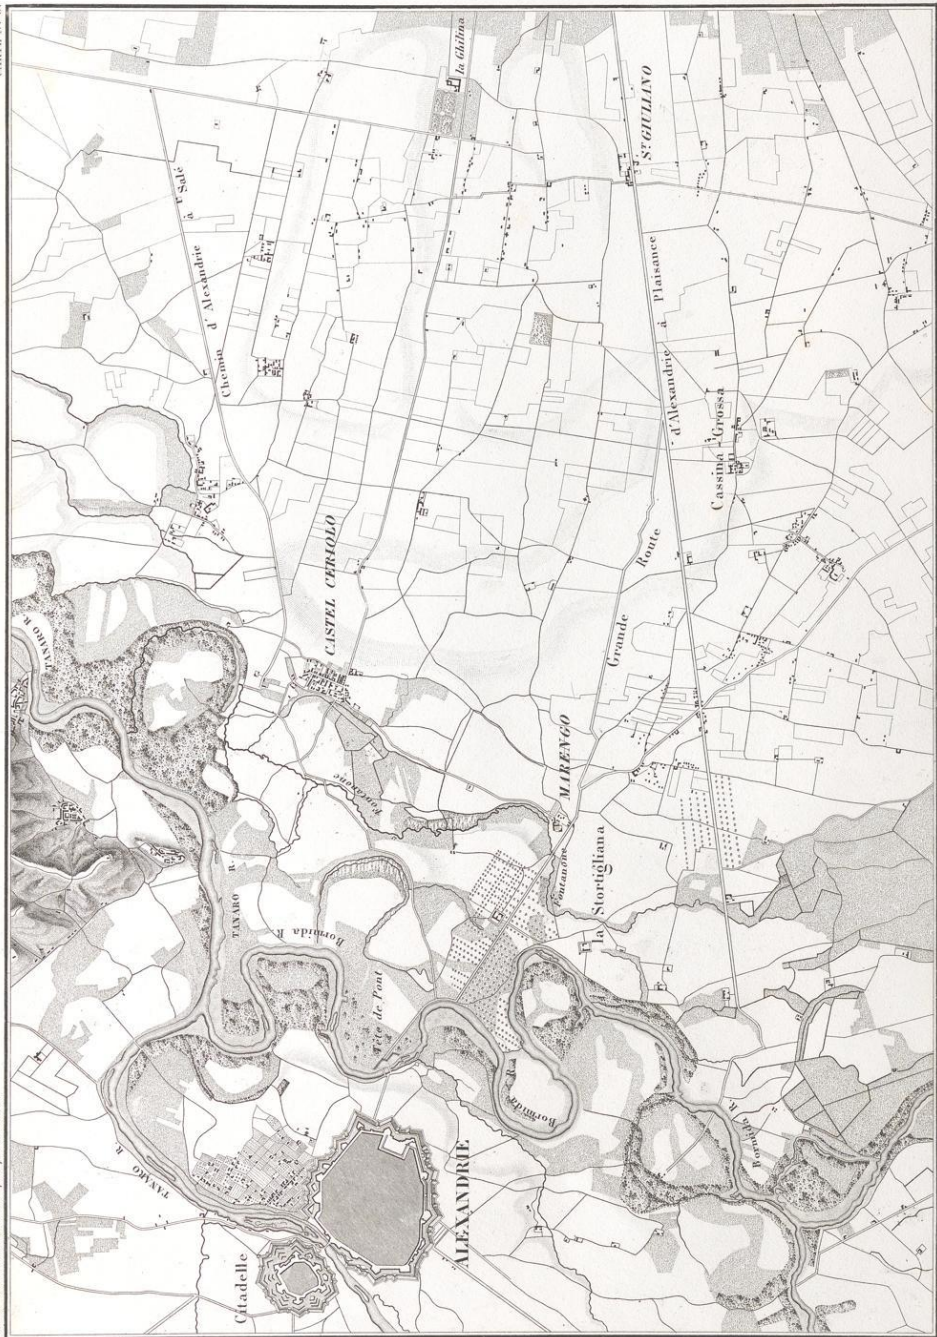 la Ghilina
St. GIULIANO
à Salé
Chemin d'Alexandrie
Grande Route d'Alexandrie à Plaisance
Cassina-Grossa
CASTEL CERIOLO
TANARO R.
MARENGO
Fontanone
Fontanone
la Stortigliana
TANARO R.
Bormida R.
Tête de Pont
Bormida R.
Bormida R.
TANARO R.
ALEXANDRIE
Citadelle